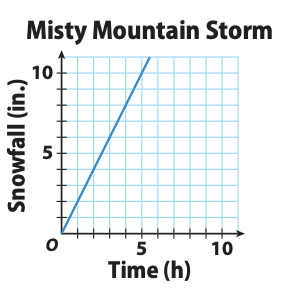 Misty Mountain Storm
Snowfall (in.)
10
5
O
5 10
Time (h)